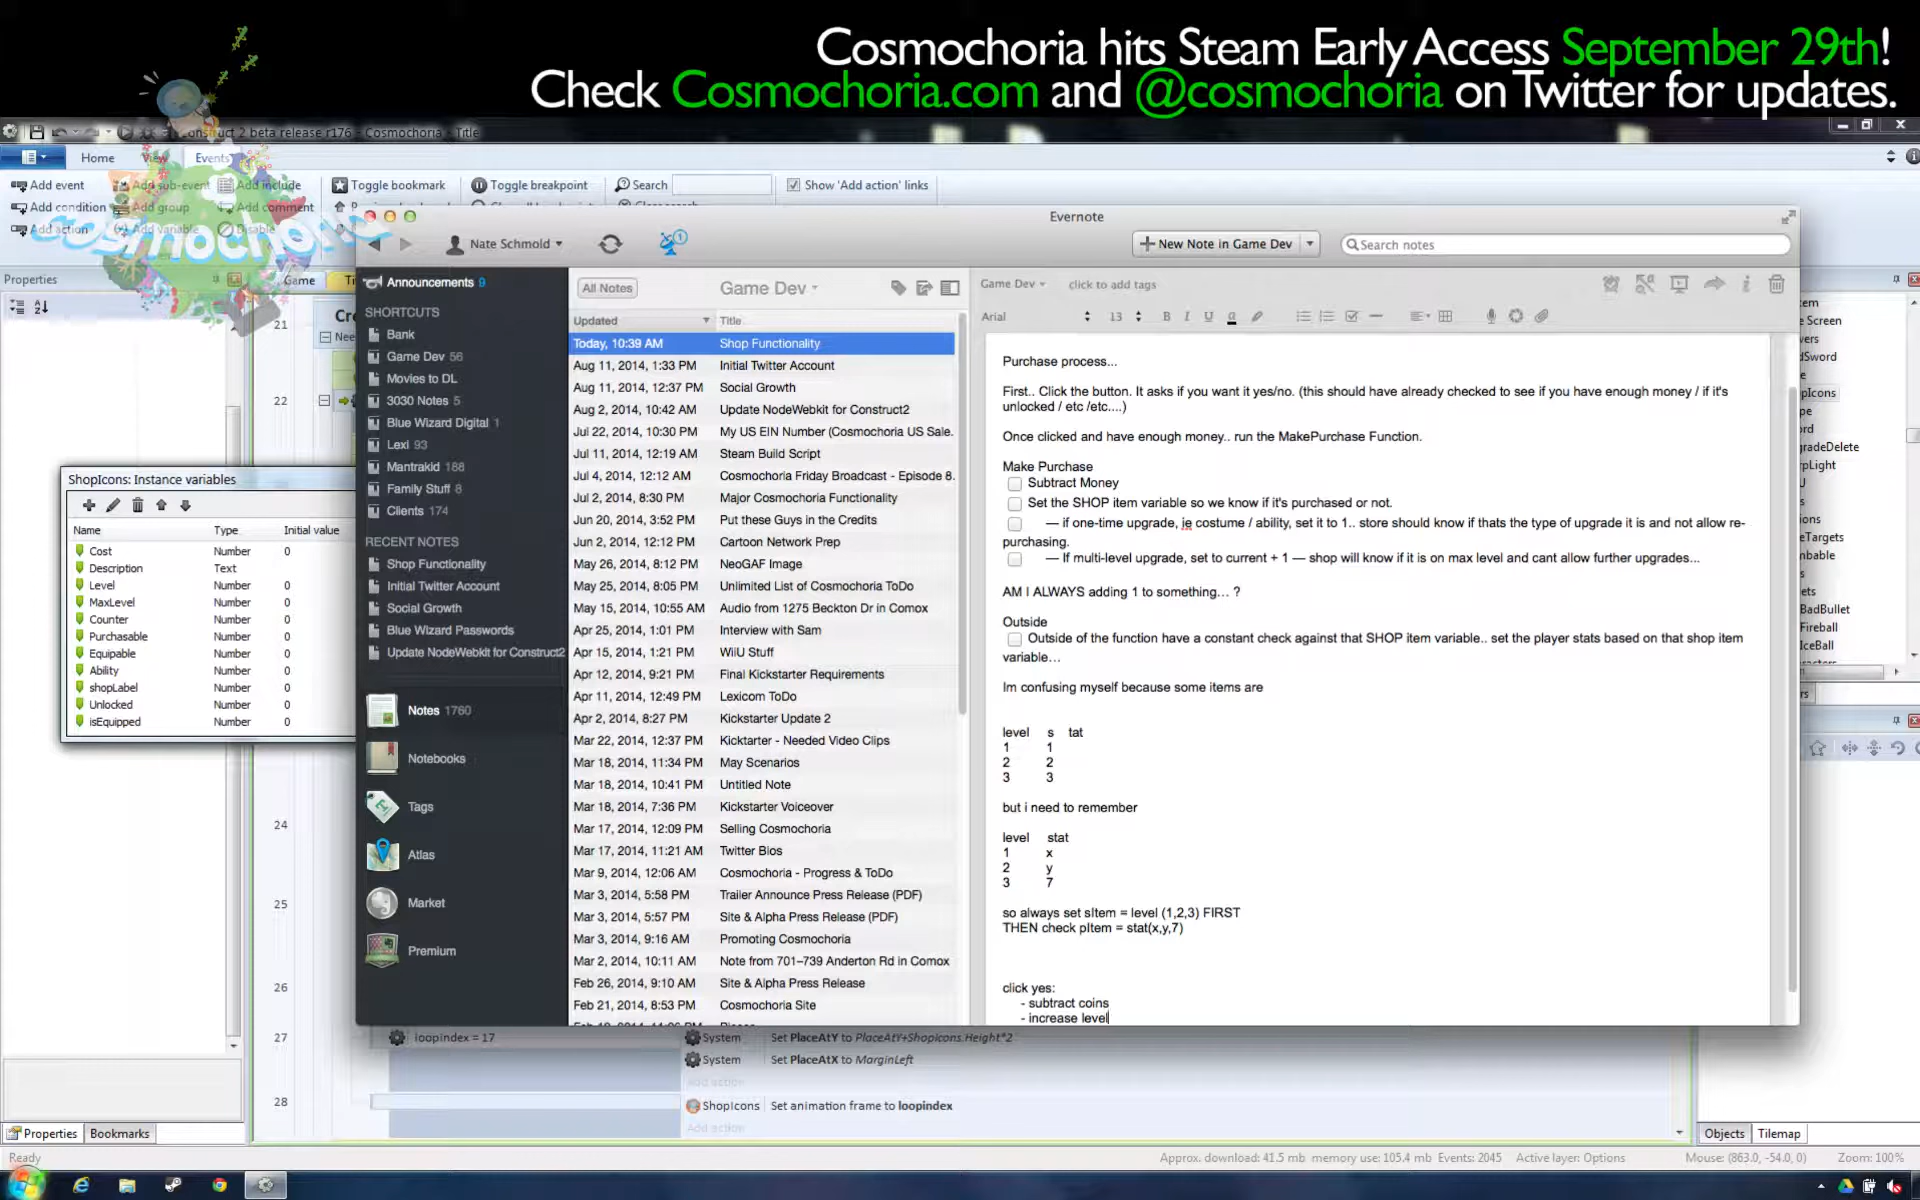 Cosmochoria hits Steam Early Access September 29th!
Check Cosmochoria.com and @cosmochoria on Twitter for updates.
Construct 2 beta release r176 - Cosmochoria - Title
Home View Events
Add event Add sub-event Add include Toggle bookmark Toggle breakpoint Search Show 'Add action' links
Add condition Add group Add comment
Add action Add variable Disable
cosmochoria
Evernote
Nate Schmold
1
New Note in Game Dev
Search notes
Properties
Game
Announcements 9
SHORTCUTS
Bank
Game Dev 56
Movies to DL
3030 Notes 5
Blue Wizard Digital 1
Lexi 93
Mantrakid 188
Family Stuff 8
Clients 174
RECENT NOTES
Shop Functionality
Initial Twitter Account
Social Growth
Blue Wizard Passwords
Update NodeWebkit for Construct2
Notes 1760
Notebooks
Tags
Atlas
Market
Premium
All Notes
Game Dev
Updated Title
Today, 10:39 AM Shop Functionality
Aug 11, 2014, 1:33 PM Initial Twitter Account
Aug 11, 2014, 12:37 PM Social Growth
Aug 2, 2014, 10:42 AM Update NodeWebkit for Construct2
Jul 22, 2014, 10:30 PM My US EIN Number (Cosmochoria US Sale.
Jul 11, 2014, 12:19 AM Steam Build Script
Jul 4, 2014, 12:12 AM Cosmochoria Friday Broadcast - Episode 8.
Jul 2, 2014, 8:30 PM Major Cosmochoria Functionality
Jun 20, 2014, 3:52 PM Put these Guys in the Credits
Jun 2, 2014, 12:12 PM Cartoon Network Prep
May 26, 2014, 8:12 PM NeoGAF Image
May 25, 2014, 8:05 PM Unlimited List of Cosmochoria ToDo
May 15, 2014, 10:55 AM Audio from 1275 Beckton Dr in Comox
Apr 25, 2014, 1:01 PM Interview with Sam
Apr 15, 2014, 1:21 PM WiiU Stuff
Apr 12, 2014, 9:21 PM Final Kickstarter Requirements
Apr 11, 2014, 12:49 PM Lexicom ToDo
Apr 2, 2014, 8:27 PM Kickstarter Update 2
Mar 22, 2014, 12:37 PM Kicktarter - Needed Video Clips
Mar 18, 2014, 11:34 PM May Scenarios
Mar 18, 2014, 10:41 PM Untitled Note
Mar 18, 2014, 7:36 PM Kickstarter Voiceover
Mar 17, 2014, 12:09 PM Selling Cosmochoria
Mar 17, 2014, 11:21 AM Twitter Bios
Mar 9, 2014, 12:06 AM Cosmochoria - Progress & ToDo
Mar 3, 2014, 5:58 PM Trailer Announce Press Release (PDF)
Mar 3, 2014, 5:57 PM Site & Alpha Press Release (PDF)
Mar 3, 2014, 9:16 AM Promoting Cosmochoria
Mar 2, 2014, 10:11 AM Note from 701–739 Anderton Rd in Comox
Feb 26, 2014, 9:10 AM Site & Alpha Press Release
Feb 21, 2014, 8:53 PM Cosmochoria Site
Game Dev click to add tags
Arial 13 B I U a
Purchase process...
First.. Click the button. It asks if you want it yes/no. (this should have already checked to see if you have enough money / if it's
unlocked / etc /etc....)
Once clicked and have enough money.. run the MakePurchase Function.
Make Purchase
Subtract Money
Set the SHOP item variable so we know if it's purchased or not.
— if one-time upgrade, ie costume / ability, set it to 1.. store should know if thats the type of upgrade it is and not allow re-
purchasing.
— If multi-level upgrade, set to current + 1 — shop will know if it is on max level and cant allow further upgrades...
AM I ALWAYS adding 1 to something... ?
Outside
Outside of the function have a constant check against that SHOP item variable.. set the player stats based on that shop item
variable...
Im confusing myself because some items are
level s tat
1 1
2 2
3 3
but i need to remember
level stat
1 x
2 y
3 7
so always set sItem = level (1,2,3) FIRST
THEN check pItem = stat(x,y,7)
click yes:
- subtract coins
- increase level
ShopIcons: Instance variables
Name Type Initial value
Cost Number 0
Description Text
Level Number 0
MaxLevel Number 0
Counter Number 0
Purchasable Number 0
Equipable Number 0
Ability Number 0
shopLabel Number 0
Unlocked Number 0
isEquipped Number 0
21
22
24
25
26
27
28
loopindex = 17
System Set PlaceAtY to PlaceAtY+ShopIcons.Height*2
System Set PlaceAtX to MarginLeft
Add action
ShopIcons Set animation frame to loopindex
Add action
Properties Bookmarks
Objects Tilemap
Ready
Approx. download: 41.5 mb memory use: 105.4 mb Events: 2045 Active layer: Options Mouse: (863.0, -54.0, 0) Zoom: 100%